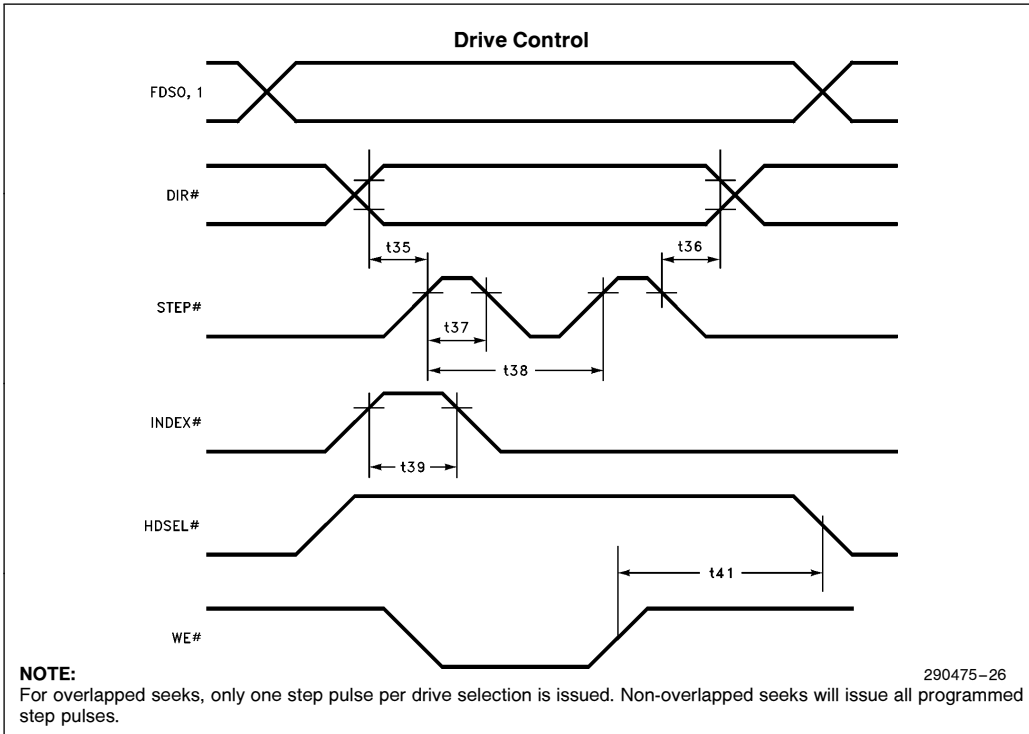 Drive Control
FDSO, 1
DIR#
t35
t36
STEP#
t37
t38
INDEX#
t39
HDSEL#
t41
WE#
NOTE:
290475–26
For overlapped seeks, only one step pulse per drive selection is issued. Non-overlapped seeks will issue all programmed
step pulses.